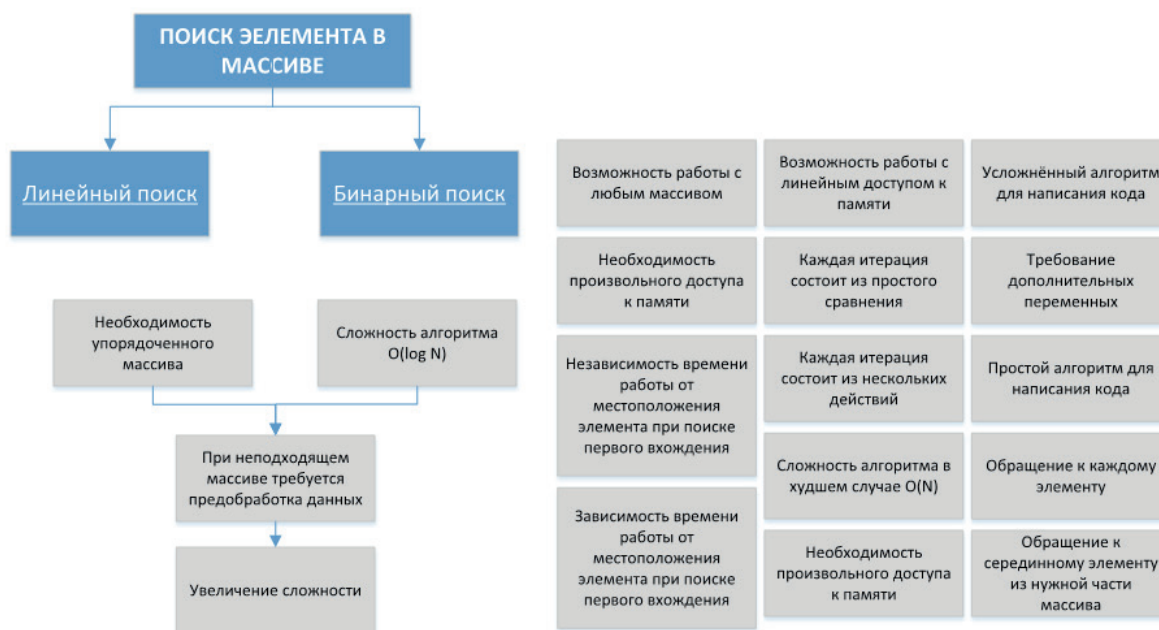 ПОИСК ЭЕЛЕМЕНТА В
МАССИВЕ
Линейный поиск
Бинарный поиск
Необходимость
упорядоченного
массива
Сложность алгоритма
O(log N)
При неподходящем
массиве требуется
предобработка данных
Увеличение сложности
Возможность работы с
любым массивом
Возможность работы с
линейным доступом к
памяти
Усложнённый алгоритм
для написания кода
Необходимость
произвольного доступа
к памяти
Каждая итерация
состоит из простого
сравнения
Требование
дополнительных
переменных
Независимость времени
работы от
местоположения
элемента при поиске
первого вхождения
Каждая итерация
состоит из нескольких
действий
Простой алгоритм для
написания кода
Сложность алгоритма в
худшем случае O(N)
Обращение к каждому
элементу
Зависимость времени
работы от
местоположения
элемента при поиске
первого вхождения
Необходимость
произвольного доступа
к памяти
Обращение к
серединному элементу
из нужной части
массива